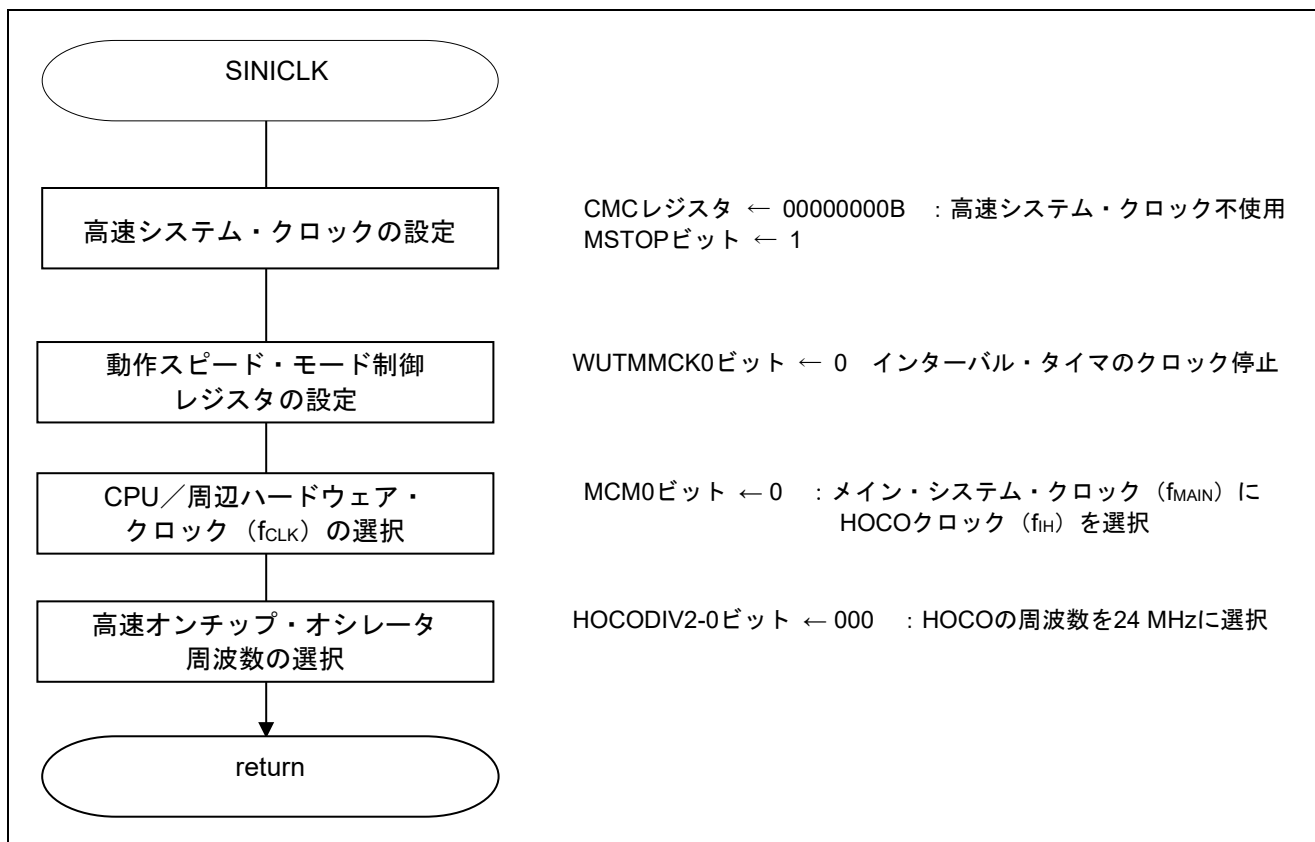 SINICLK
高速システム・クロックの設定
CMCレジスタ ← 00000000B ：高速システム・クロック不使用
MSTOPビット ← 1
動作スピード・モード制御
レジスタの設定
WUTMMCK0ビット ← 0 インターバル・タイマのクロック停止
CPU／周辺ハードウェア・
クロック（fCLK）の選択
MCM0ビット ← 0 ：メイン・システム・クロック（fMAIN）に
HOCOクロック（fIH）を選択
高速オンチップ・オシレータ
周波数の選択
HOCODIV2-0ビット ← 000 ：HOCOの周波数を24 MHzに選択
return